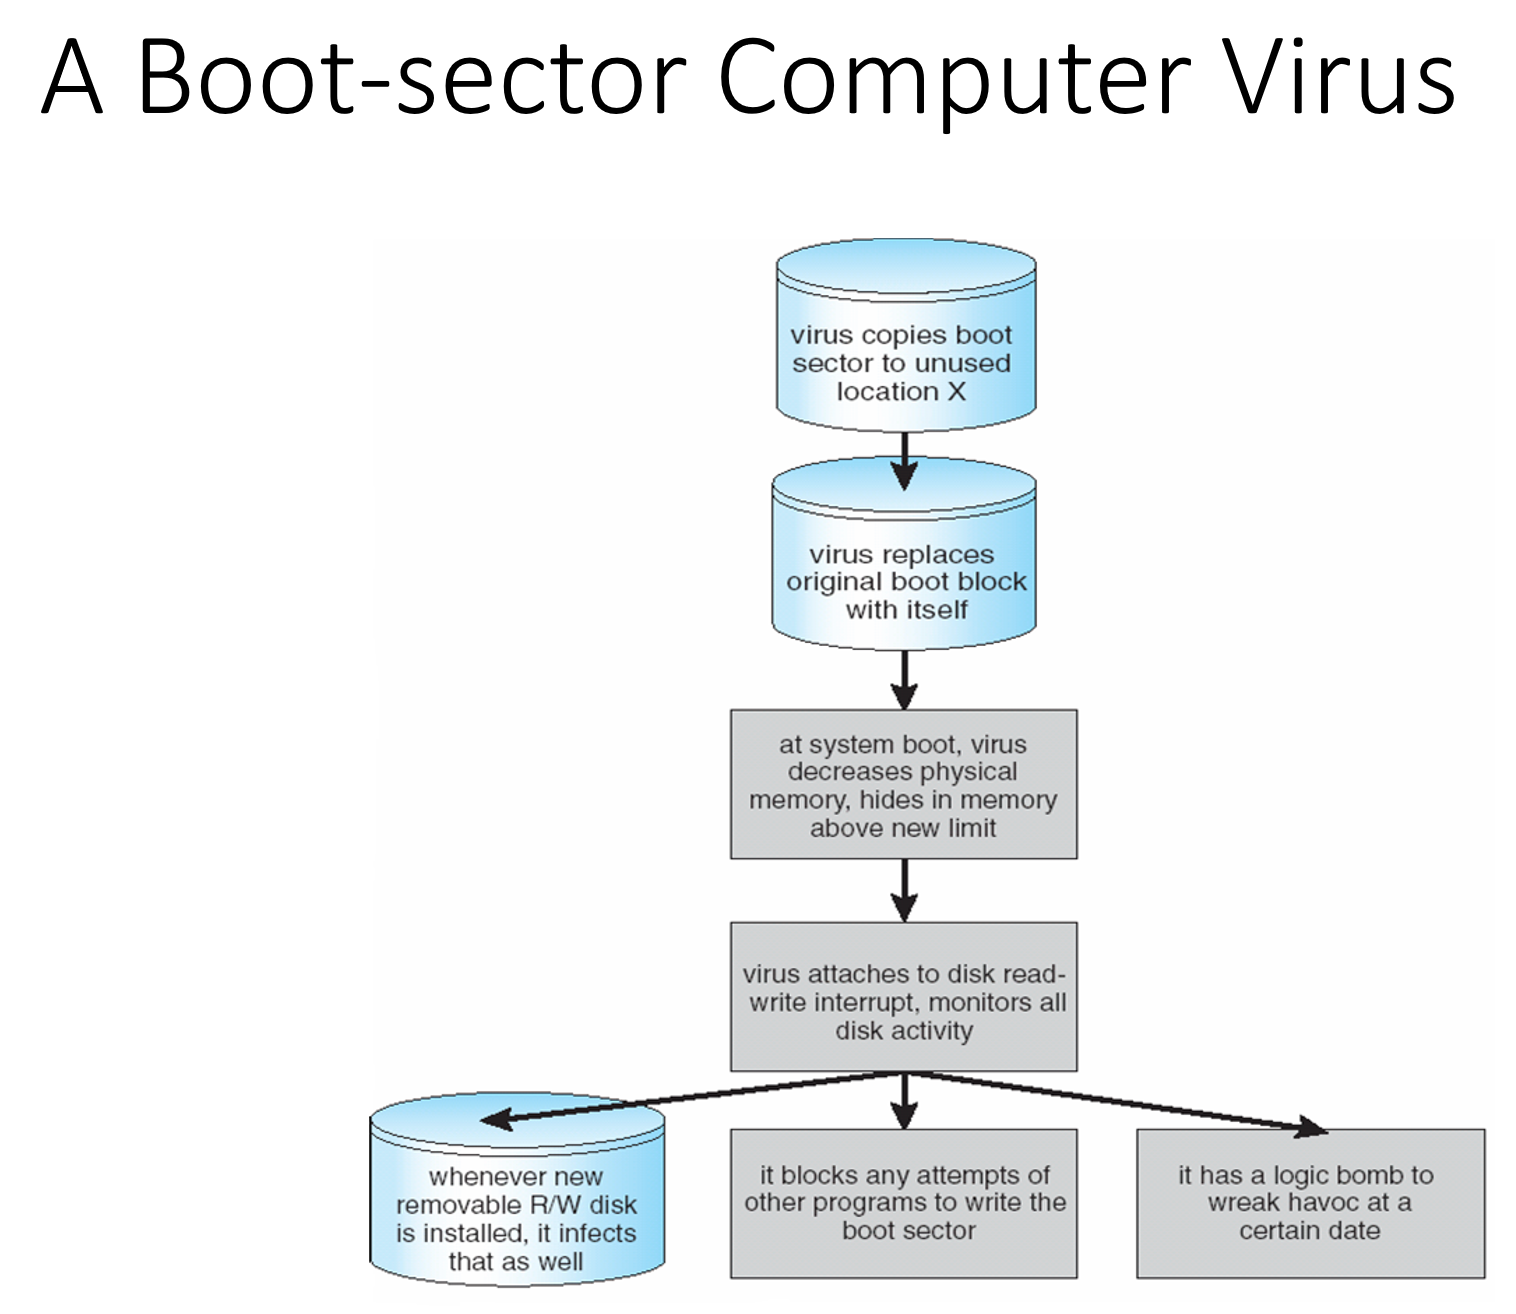 A Boot-sector Computer Virus
virus copies boot
sector to unused
location X
virus replaces
original boot block
with itself
at system boot, virus
decreases physical
memory, hides in memory
above new limit
virus attaches to disk read-
write interrupt, monitors all
disk activity
whenever new
removable R/W disk
is installed, it infects
that as well
it blocks any attempts of
other programs to write the
boot sector
it has a logic bomb to
wreak havoc at a
certain date